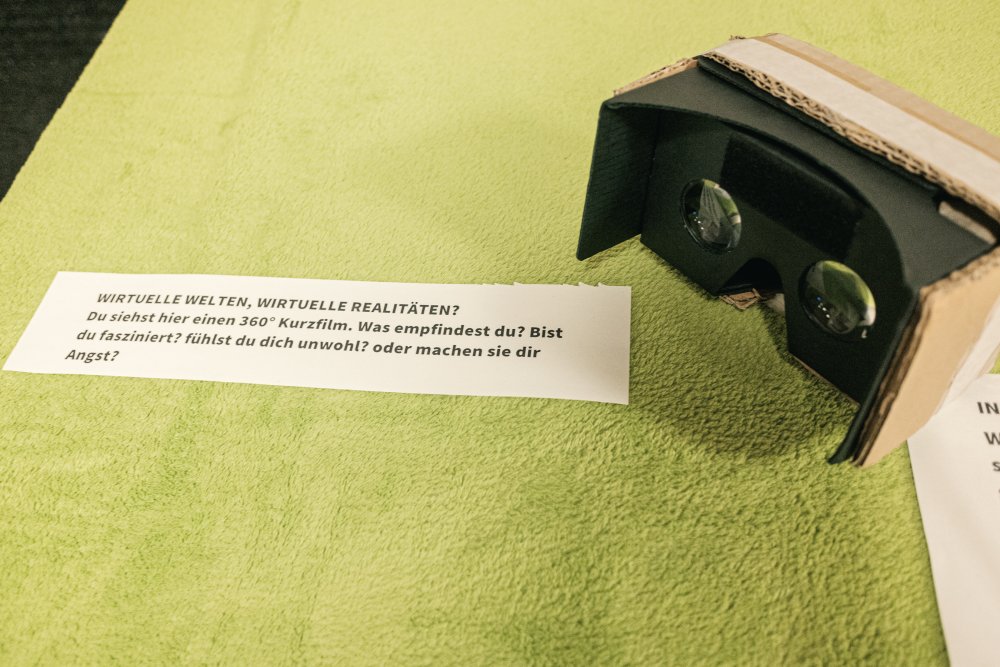 WIRTUELLE WELTEN, WIRTUELLE REALITÄTEN?
Du siehst hier einen 360° Kurzfilm. Was empfindest du? Bist
du fasziniert? fühlst du dich unwohl? oder machen sie dir
Angst?
IN
W